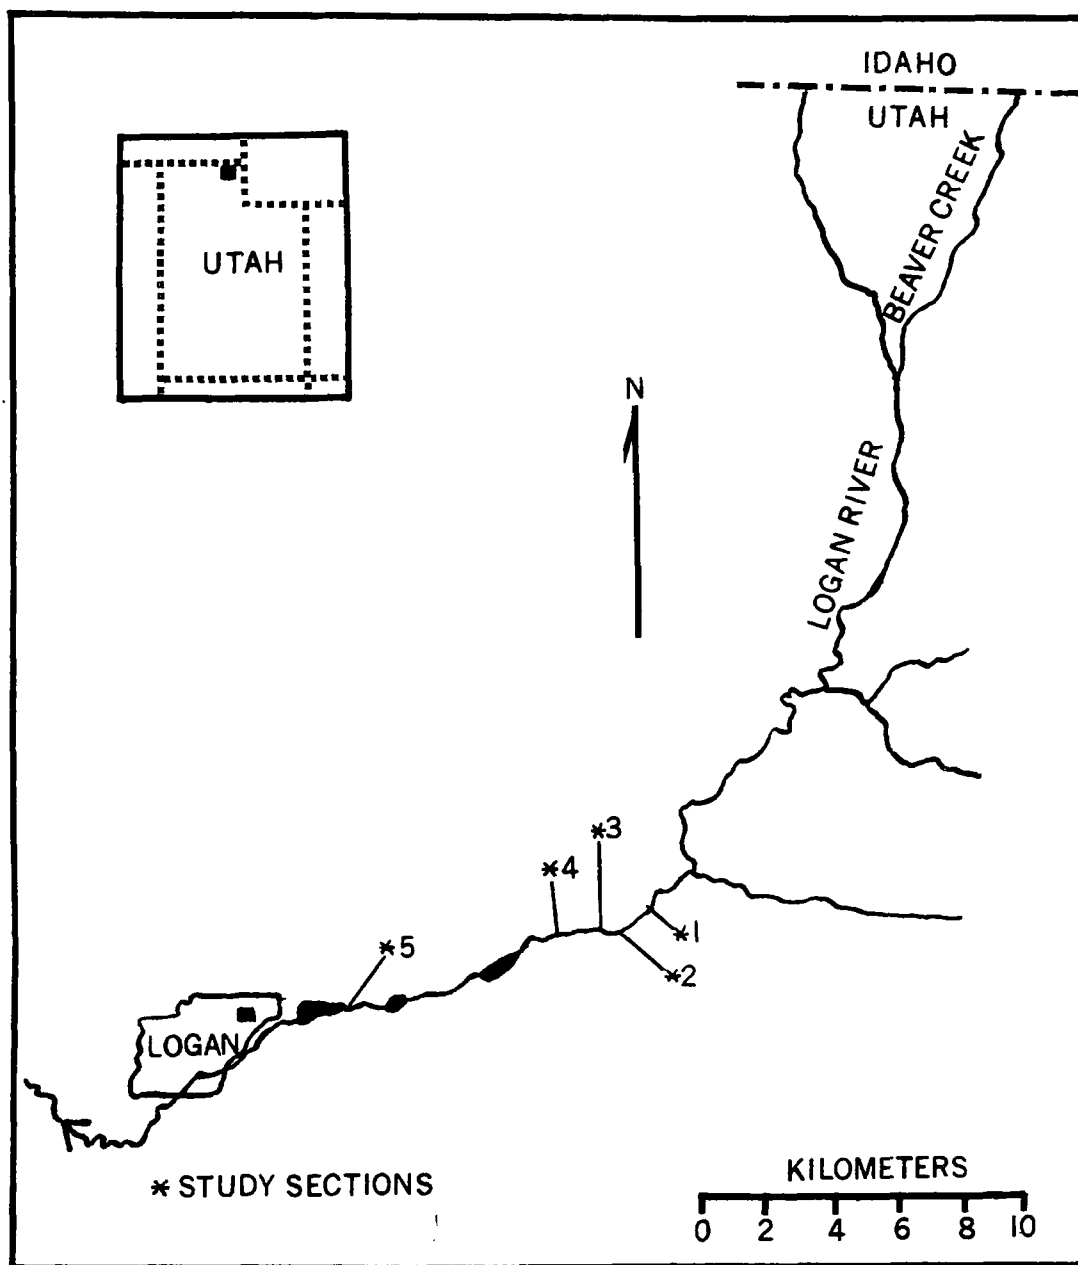 IDAHO
UTAH
BEAVER CREEK
UTAH
N
LOGAN RIVER
*3
*4
*1
*5
*2
LOGAN
KILOMETERS
* STUDY SECTIONS
0 2 4 6 8 10